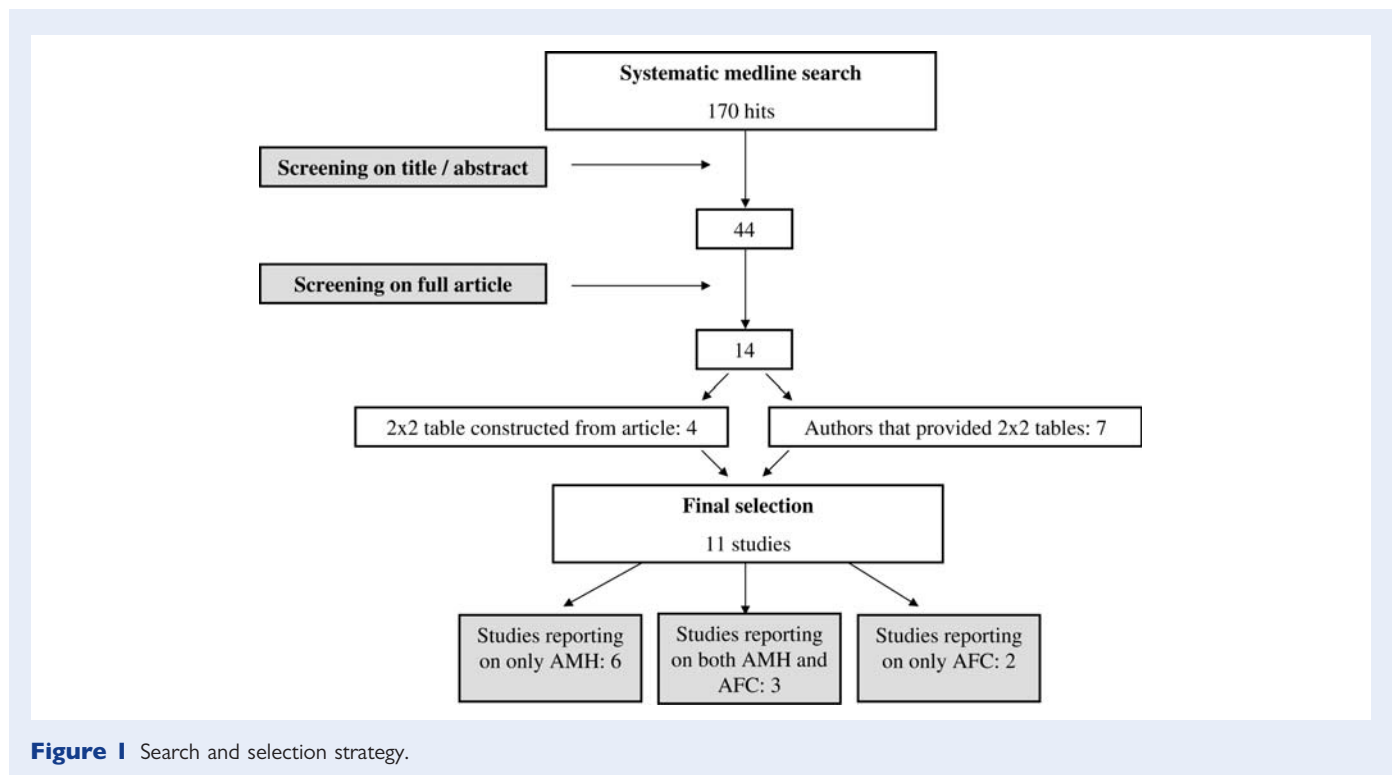 Systematic medline search
170 hits
Screening on title / abstract
44
Screening on full article
14
2x2 table constructed from article: 4
Authors that provided 2x2 tables: 7
Final selection
11 studies
Studies reporting
on only AMH: 6
Studies reporting
on both AMH and
AFC: 3
Studies reporting
on only AFC: 2
Figure 1 Search and selection strategy.